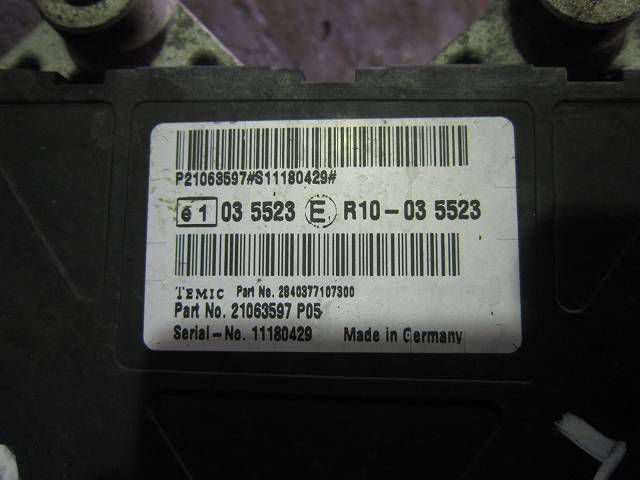 P21063597#S11180429#
e1 03 5523 E R10-03 5523
TEMIC Part No. 2840377107300
Part No. 21063597 P05
Serial-No. 11180429 Made in Germany